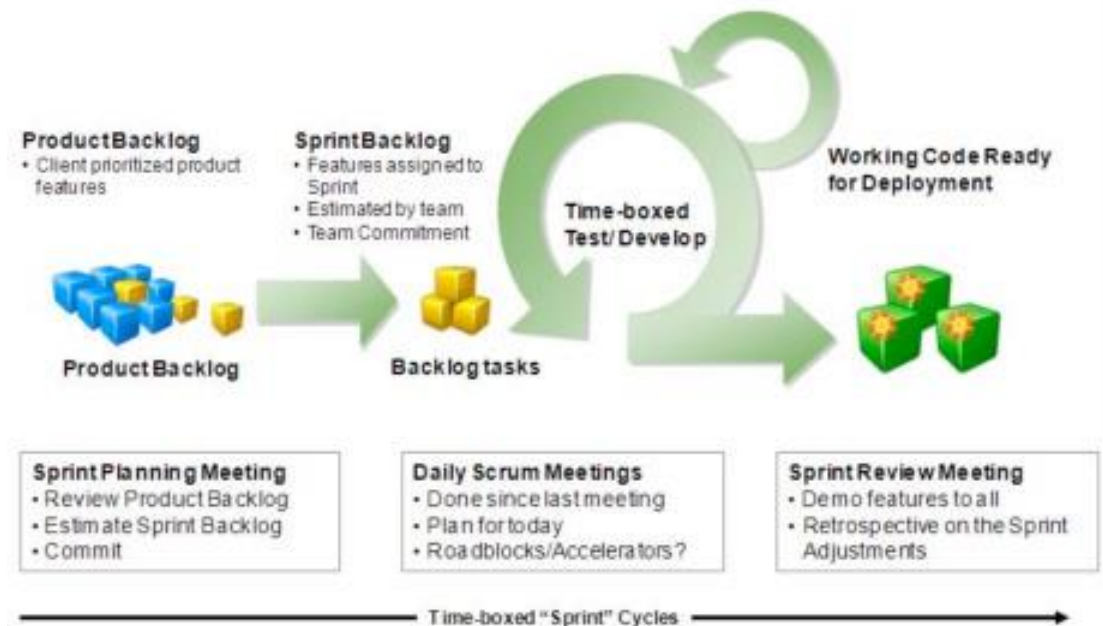 Product Backlog
• Client prioritized product
features
Sprint Backlog
• Features assigned to
Sprint
• Estimated by team
• Team Commitment
Time-boxed
Test/ Develop
Working Code Ready
for Deployment
Product Backlog
Backlog tasks
Sprint Planning Meeting
• Review Product Backlog
• Estimate Sprint Backlog
• Commit
Daily Scrum Meetings
• Done since last meeting
• Plan for today
• Roadblocks/Accelerators?
Sprint Review Meeting
• Demo features to all
• Retrospective on the Sprint
Adjustments
Time-boxed “Sprint” Cycles